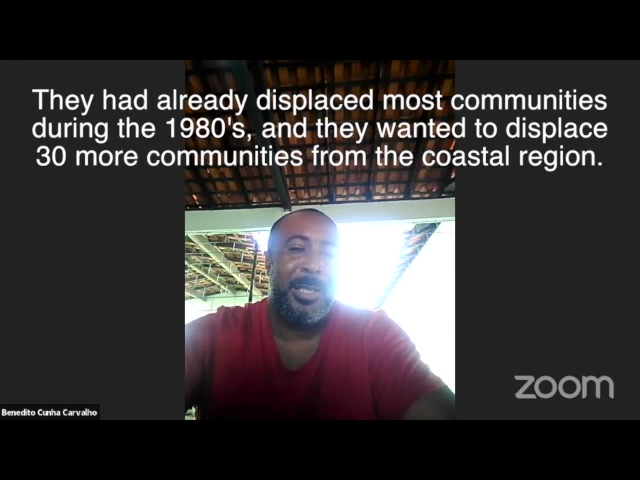 They had already displaced most communities
during the 1980's, and they wanted to displace
30 more communities from the coastal region.
Benedito Cunha Carvalho
zoom